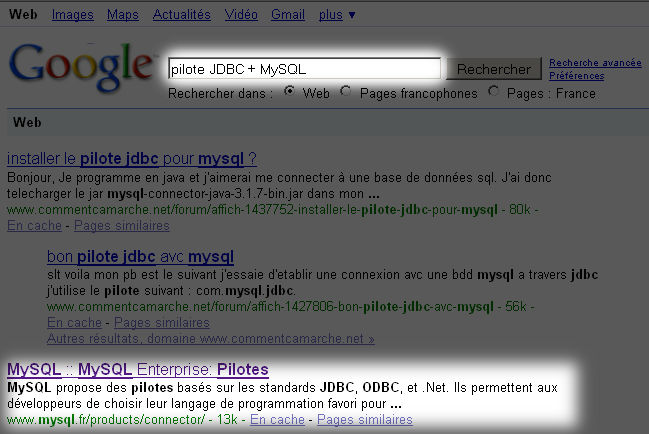 Web Images Maps Actualités Vidéo Gmail plus ▼
Google™
pilote JDBC + MySQL
Rechercher
Recherche avancée
Préférences
Rechercher dans : Web Pages francophones Pages : France
Web
installer le pilote jdbc pour mysql ?
Bonjour, Je programme en java et j'aimerai me connecter à une base de données sql. J'ai donc
telecharger le jar mysql-connector-java-3.1.7-bin.jar dans mon ...
www.commentcamarche.net/forum/affich-1437752-installer-le-pilote-jdbc-pour-mysql - 80k -
En cache - Pages similaires
bon pilote jdbc avec mysql
slt voila mon pb est le suivant j'essaie d'etablir une connexion avc une bdd mysql a travers jdbc
j'utilise le pilote suivant : com.mysql.jdbc.
www.commentcamarche.net/forum/affich-1427806-bon-pilote-jdbc-avc-mysql - 56k -
En cache - Pages similaires
Autres résultats, domaine www.commentcamarche.net »
MySQL :: MySQL Enterprise: Pilotes
MySQL propose des pilotes basés sur les standards JDBC, ODBC, et .Net. Ils permettent aux
développeurs de choisir leur langage de programmation favori pour ...
www.mysql.fr/products/connector/ - 13k - En cache - Pages similaires